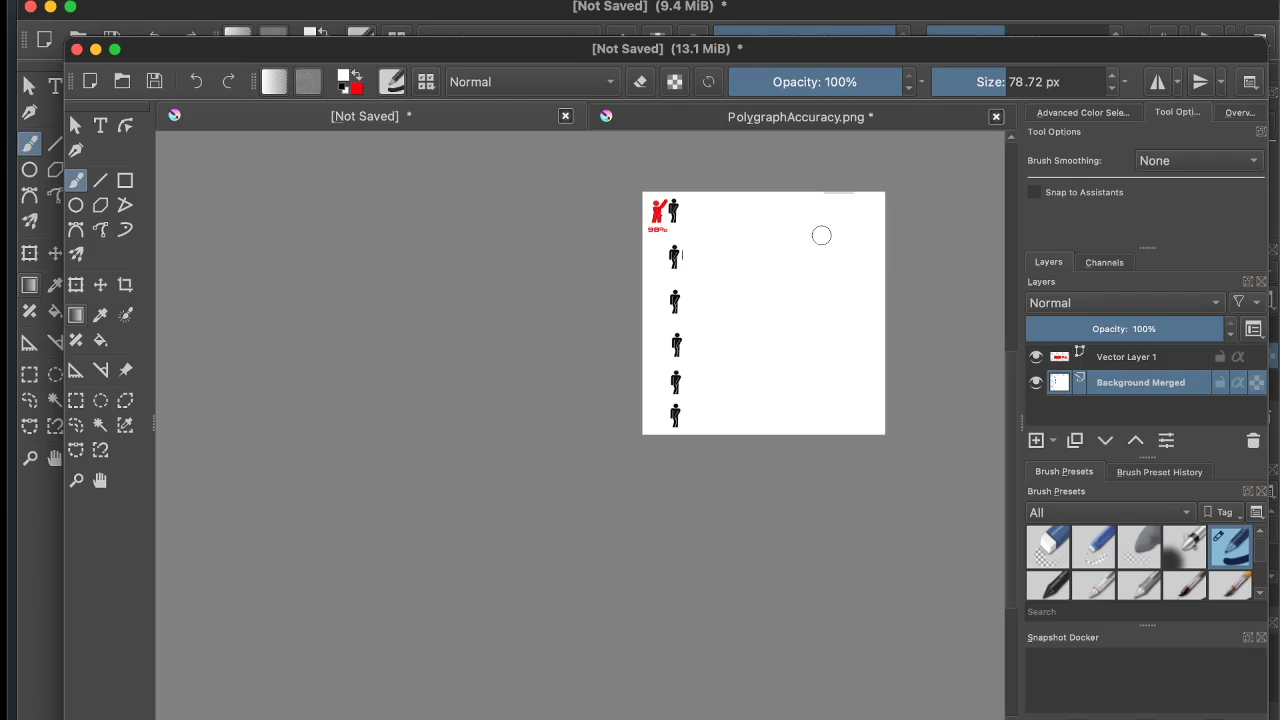 [Not Saved] (9.4 MiB) *
[Not Saved] (13.1 MiB) *
Normal
Opacity: 100%
Size: 78.72 px
[Not Saved] *
PolygraphAccuracy.png *
Advanced Color Sele...
Tool Opti...
Overv...
Tool Options
Brush Smoothing:
None
Snap to Assistants
98%
Layers
Channels
Layers
Normal
Opacity: 100%
Vector Layer 1
Background Merged
Brush Presets
Brush Preset History
Brush Presets
All
Tag
Search
Snapshot Docker